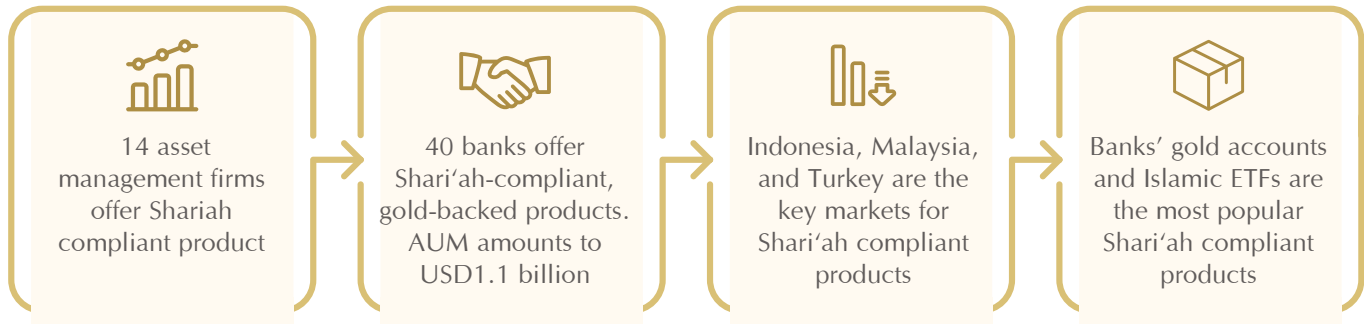 14 asset
management firms
offer Shariah
compliant product
40 banks offer
Shari‘ah-compliant,
gold-backed products.
AUM amounts to
USD1.1 billion
Indonesia, Malaysia,
and Turkey are the
key markets for
Shari‘ah compliant
products
Banks’ gold accounts
and Islamic ETFs are
the most popular
Shari‘ah compliant
products